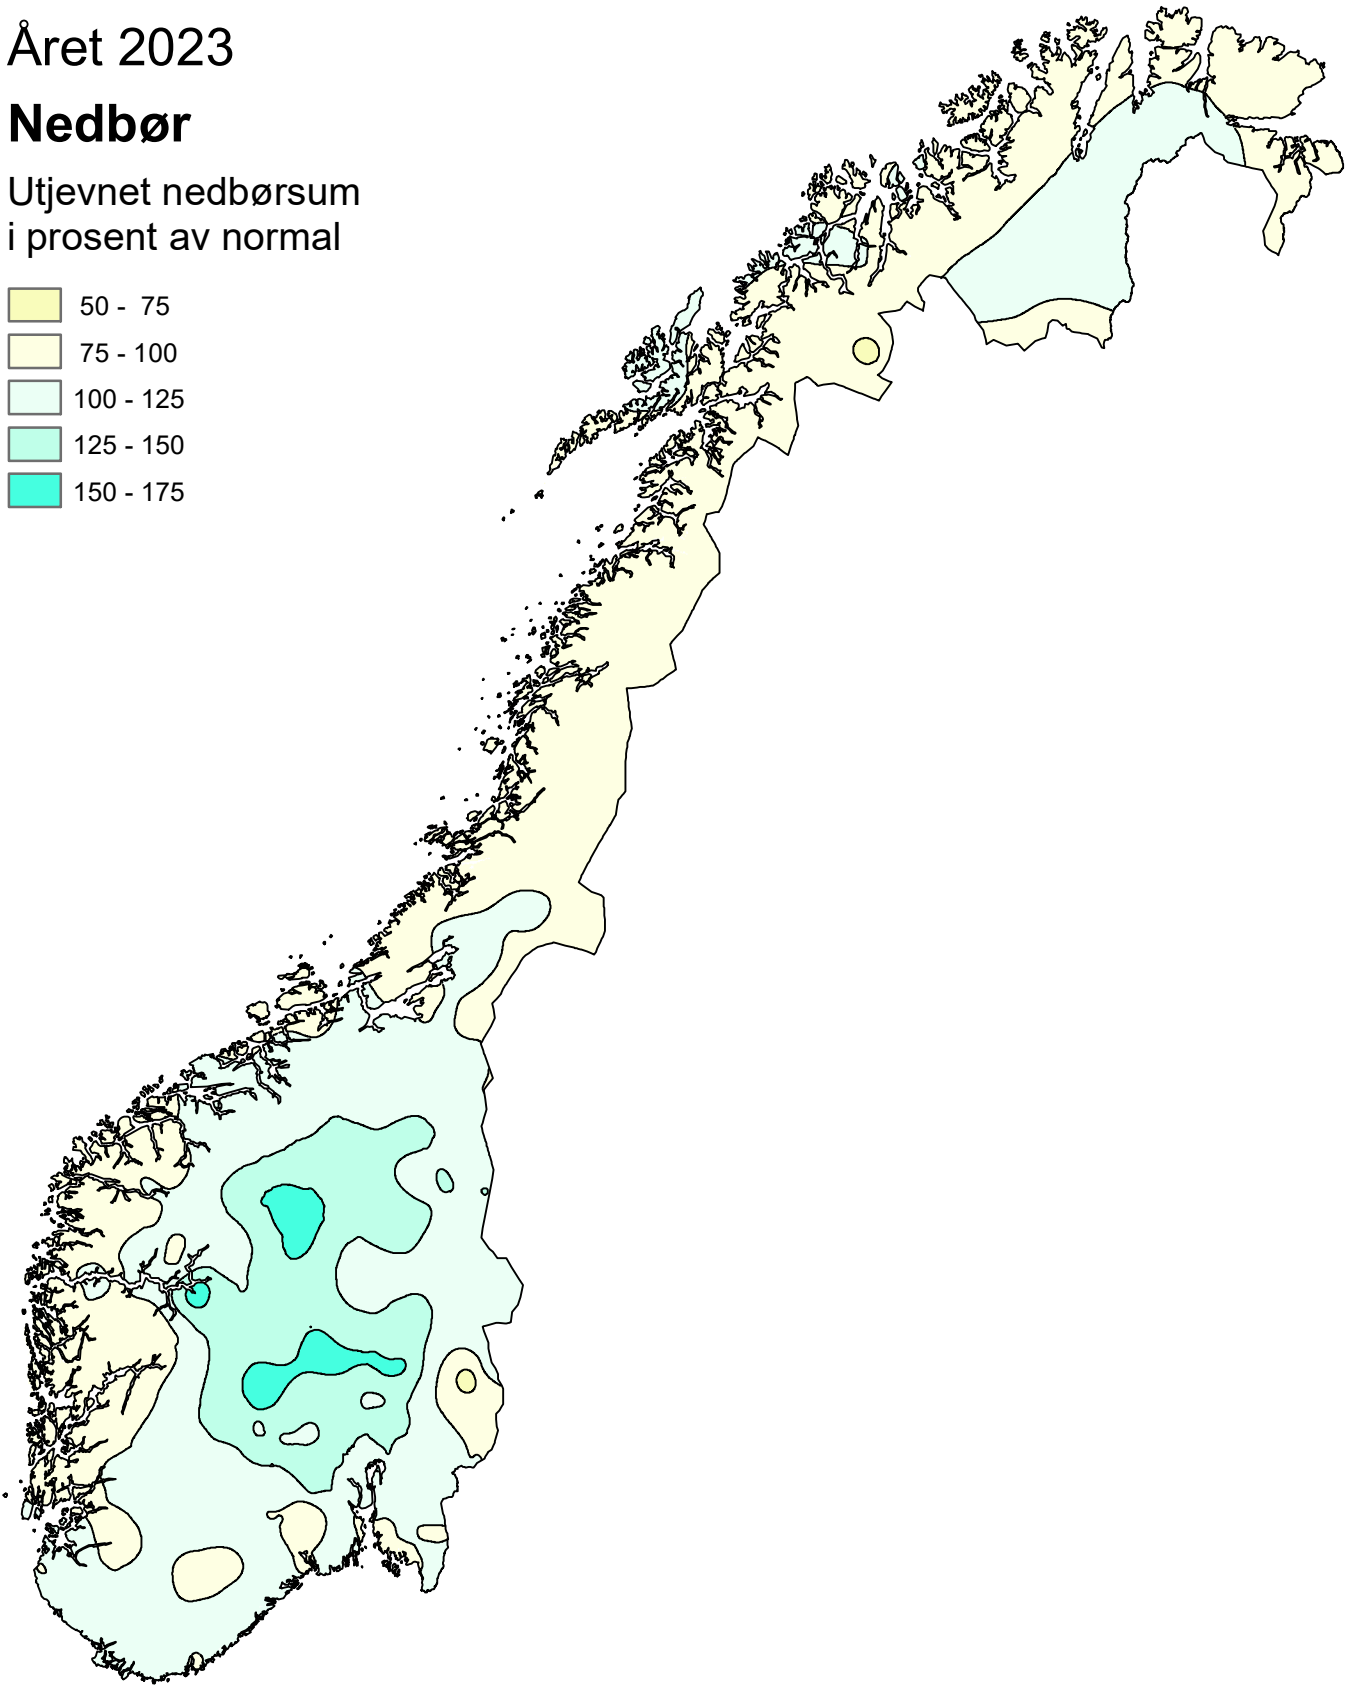 Året 2023
Nedbør
Utjevnet nedbørsum
i prosent av normal
50 - 75
75 - 100
100 - 125
125 - 150
150 - 175